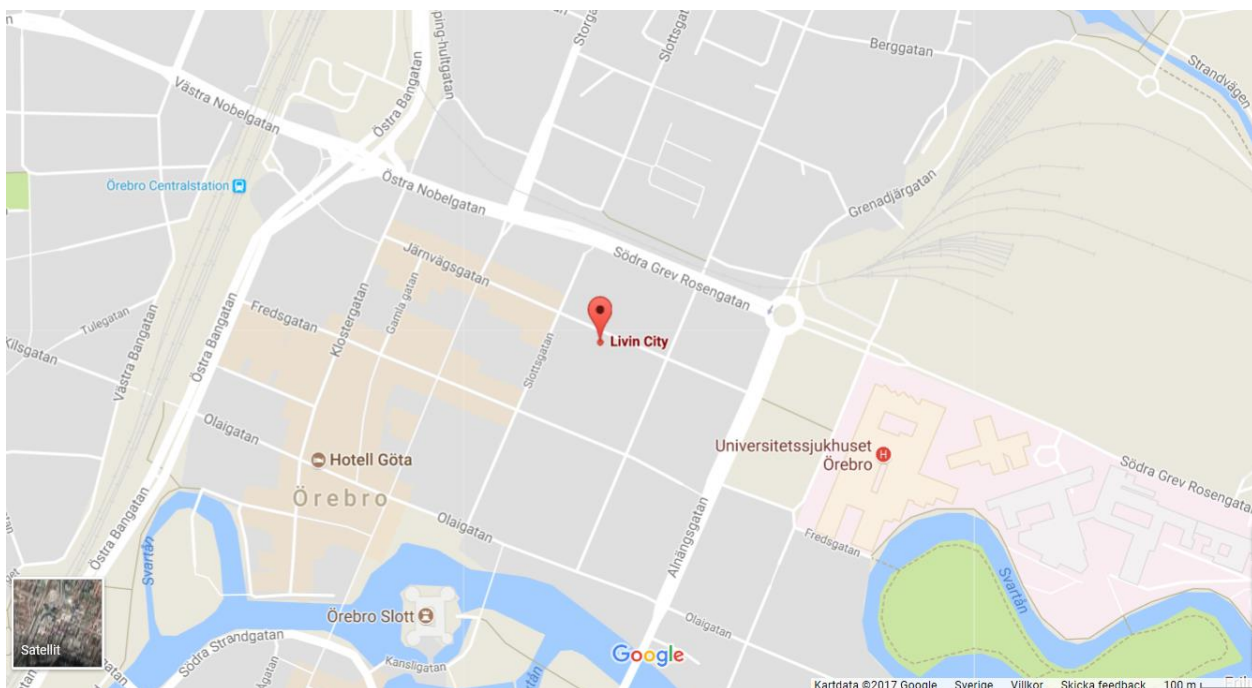 ping-hultgatan
Storgatan
Slottsgatan
Berggatan
Strandvägen
Västra Nobelgatan
Östra Bangatan
Örebro Centralstation
Östra Nobelgatan
Grenadjärgatan
Järnvägsgatan
Södra Grev Rosengatan
Gamla gatan
Klostergatan
Fredsgatan
Tulegatan
Kilsgatan
Västra Bangatan
Östra Bangatan
Livin City
Slottsgatan
Olaigatan
Hotell Göta
Örebro
Universitetssjukhuset
Örebro
H
Södra Grev Rosengatan
Olaigatan
Alnängsgatan
Fredsgatan
Östra Bangatan
Svartån
Svartån
Satellit
Örebro Slott
Olaigatan
Södra Strandgatan
Kansligatan
Google
Kartdata ©2017 Google Sverige Villkor Skicka feedback 100 m